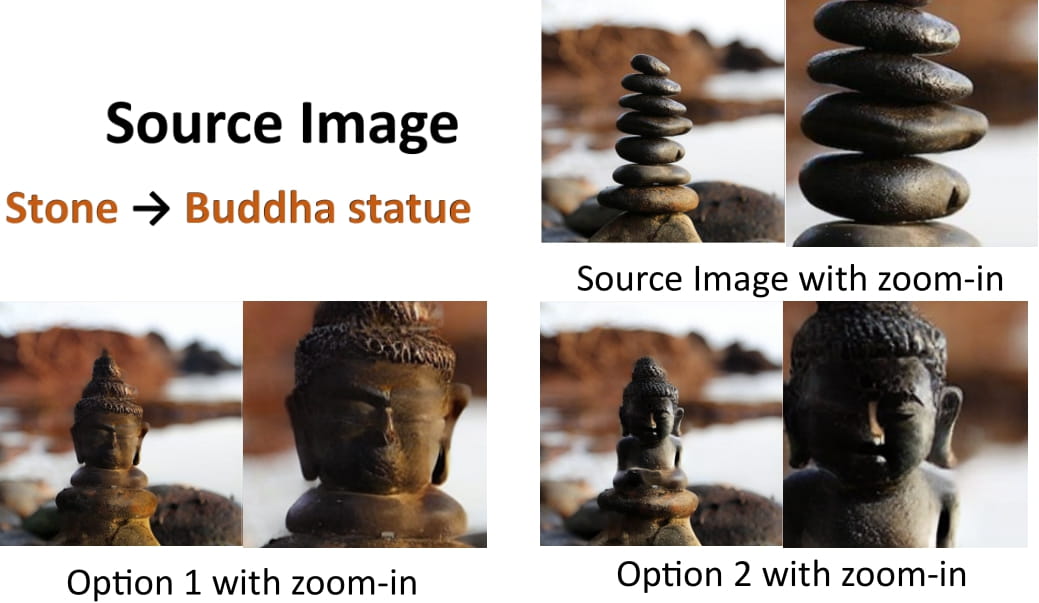 Source Image
Stone → Buddha statue
Source Image with zoom-in
Option 1 with zoom-in
Option 2 with zoom-in